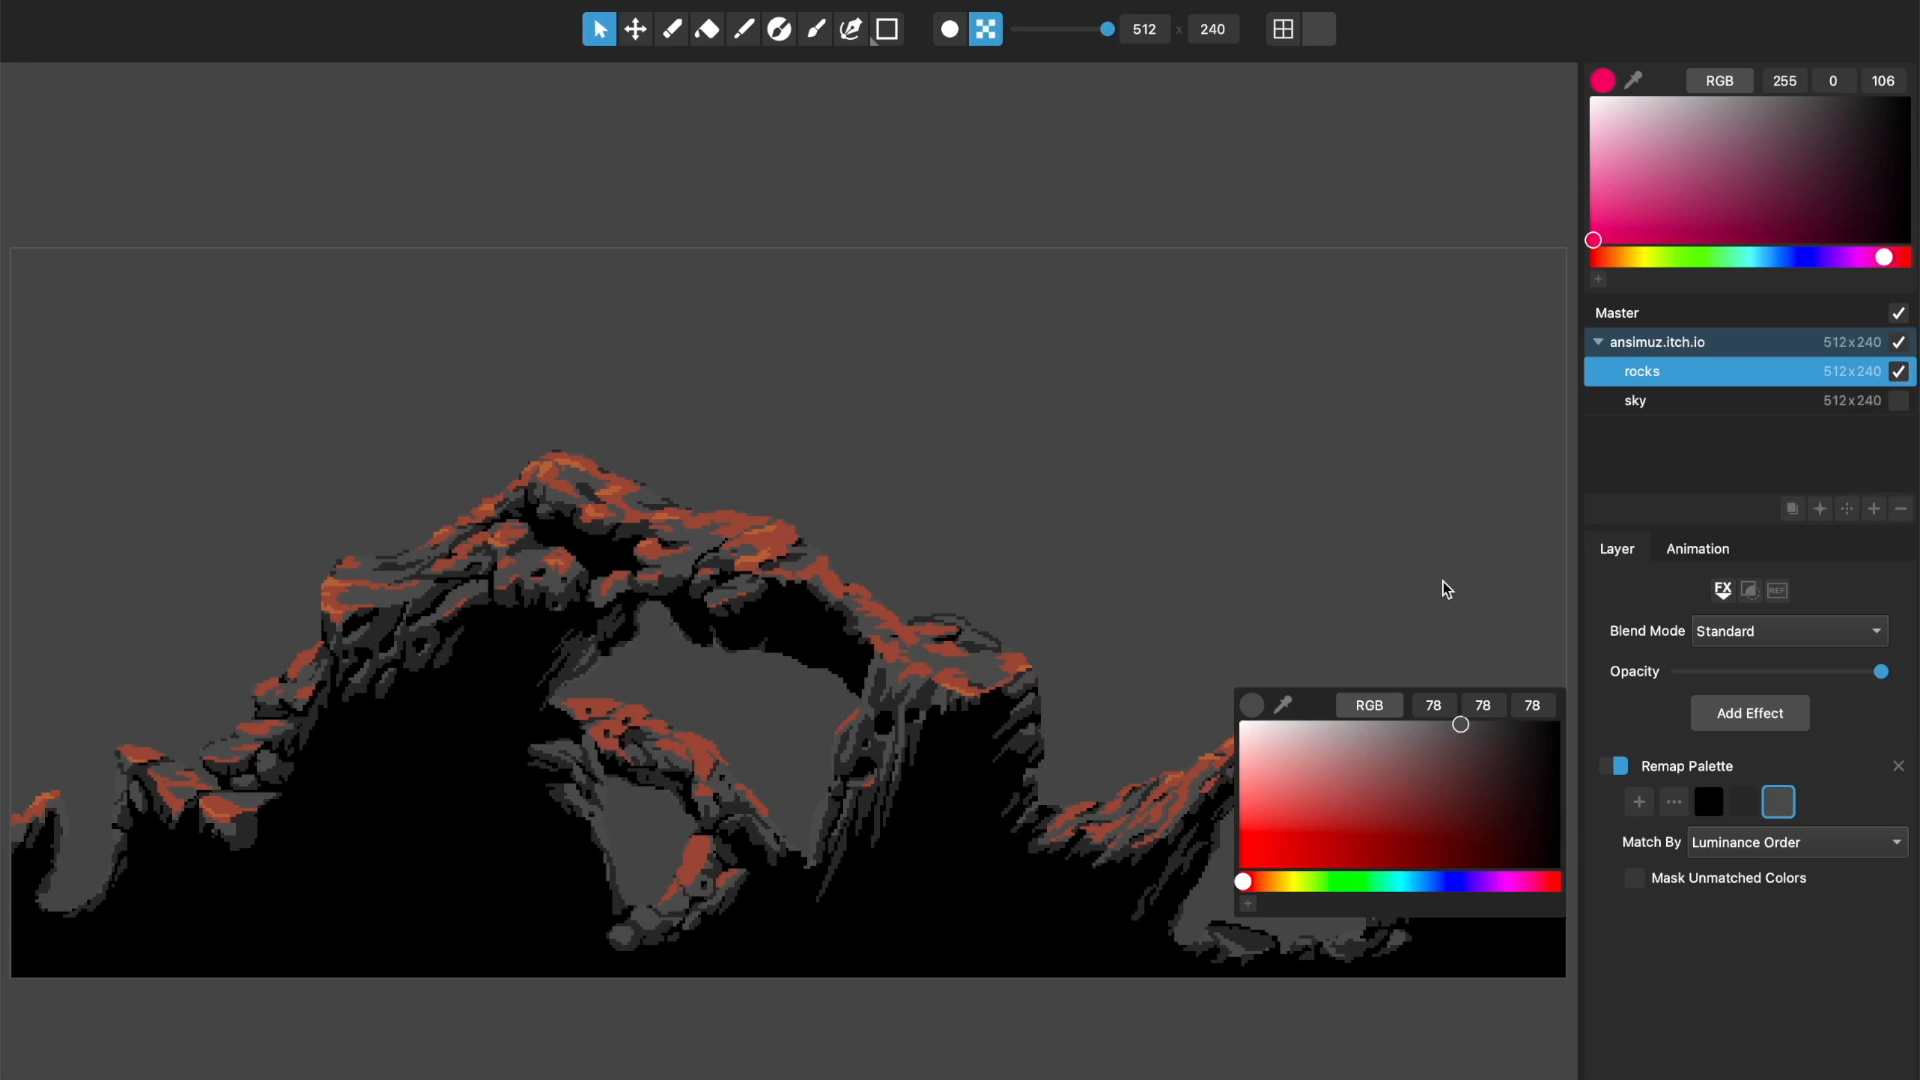 512 x 240
RGB 255 0 106
Master
ansimuz.itch.io 512x240
rocks 512x240
sky 512x240
Layer Animation
FX REF
Blend Mode Standard
Opacity
RGB 78 78 78
Add Effect
Remap Palette
Match By Luminance Order
Mask Unmatched Colors